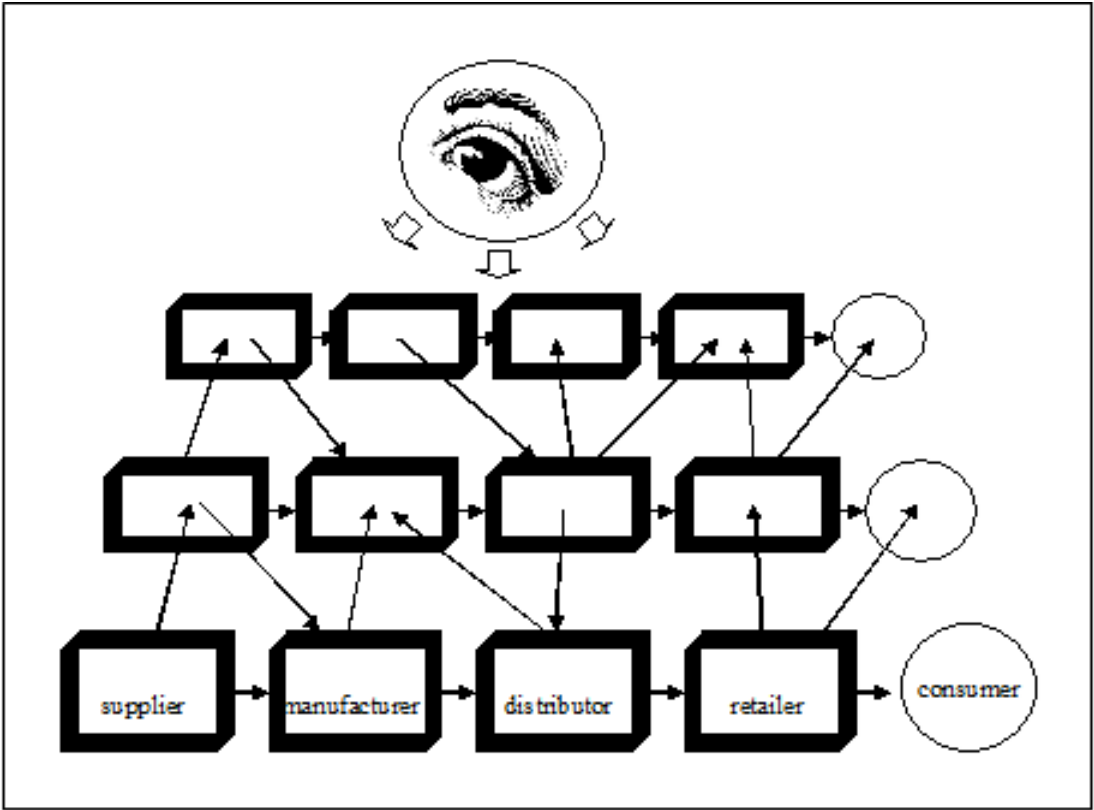 supplier
manufacturer
distributor
retailer
consumer